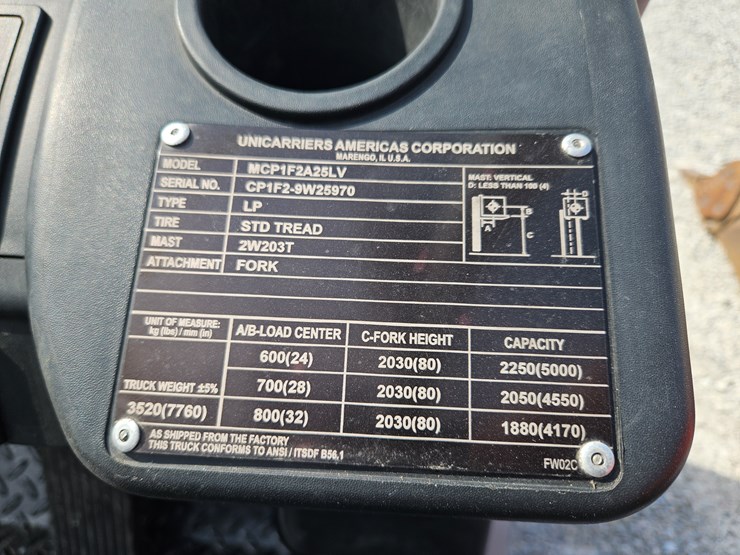 UNICARRIERS AMERICAS CORPORATION
MARENGO, IL U.S.A.
MODEL MCP1F2A25LV
SERIAL NO. CP1F2-9W25970
TYPE LP
TIRE STD TREAD
MAST 2W203T
ATTACHMENT FORK
MAST: VERTICAL
D: LESS THAN 100 (4)
D
B
A
C
UNIT OF MEASURE:
kg (lbs) / mm (in)
A/B-LOAD CENTER C-FORK HEIGHT CAPACITY
600(24) 2030(80) 2250(5000)
TRUCK WEIGHT ±5% 700(28) 2030(80) 2050(4550)
3520(7760) 800(32) 2030(80) 1880(4170)
AS SHIPPED FROM THE FACTORY
THIS TRUCK CONFORMS TO ANSI / ITSDF B56.1
FW02C